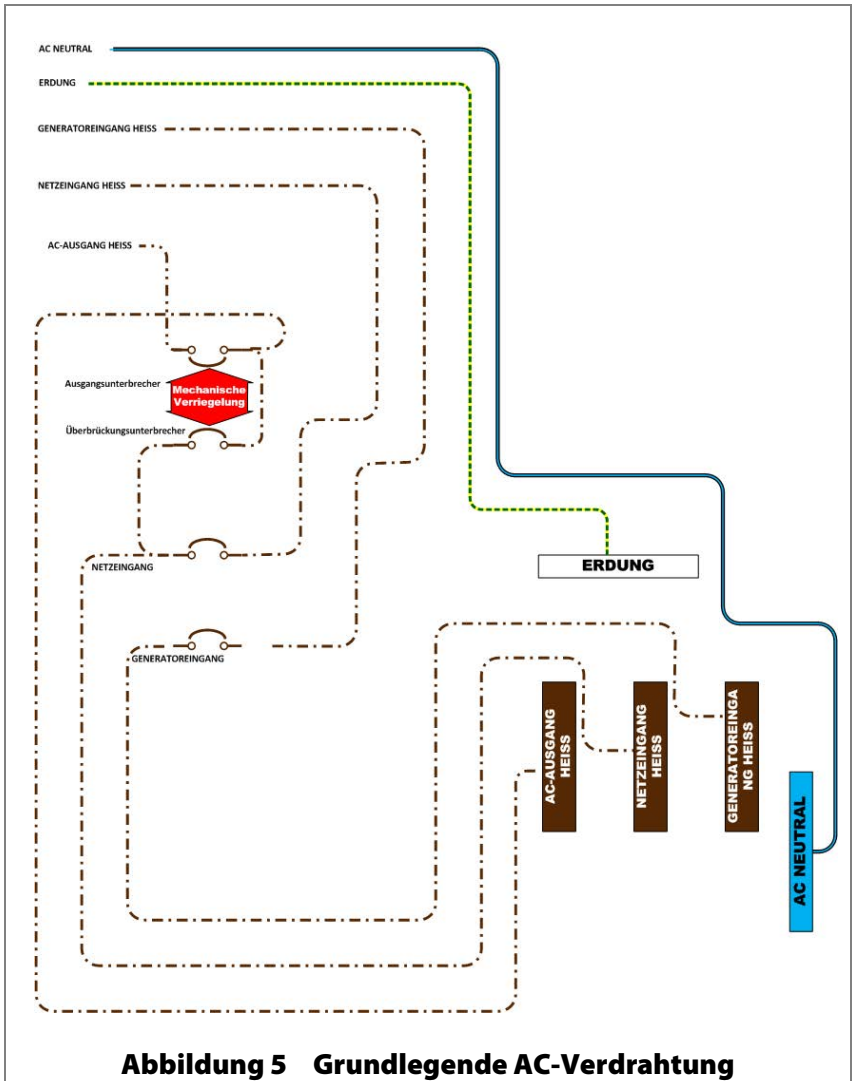 AC NEUTRAL
ERDUNG
GENERATOREINGANG HEISS
NETZEINGANG HEISS
AC-AUSGANG HEISS
Ausgangsunterbrecher
Mechanische
Verriegelung
Überbrückungsunterbrecher
NETZEINGANG
ERDUNG
GENERATOREINGANG
AC-AUSGANG
HEISS
NETZEINGANG
HEISS
GENERATOREINGA
NG HEISS
AC NEUTRAL
Abbildung 5 Grundlegende AC-Verdrahtung